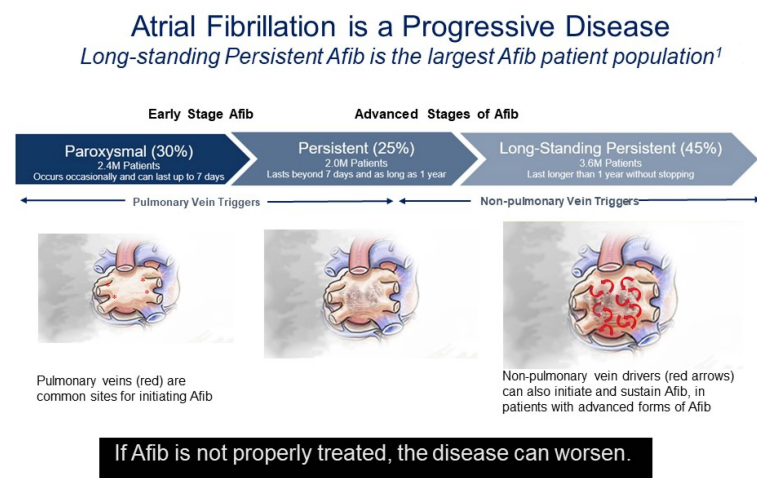 Atrial Fibrillation is a Progressive Disease
Long-standing Persistent Afib is the largest Afib patient population¹
Early Stage Afib
Advanced Stages of Afib
Paroxysmal (30%)
2.4M Patients
Occurs occasionally and can last up to 7 days
Persistent (25%)
2.0M Patients
Lasts beyond 7 days and as long as 1 year
Long-Standing Persistent (45%)
3.6M Patients
Last longer than 1 year without stopping
Pulmonary Vein Triggers
Non-pulmonary Vein Triggers
Pulmonary veins (red) are
common sites for initiating Afib
Non-pulmonary vein drivers (red arrows)
can also initiate and sustain Afib, in
patients with advanced forms of Afib
If Afib is not properly treated, the disease can worsen.